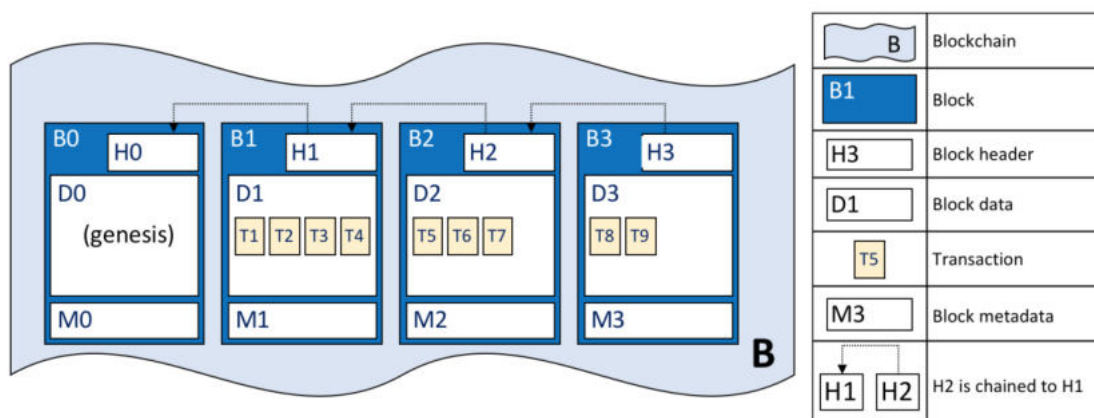 B0 H0
D0
(genesis)
M0
B1 H1
D1
T1 T2 T3 T4
M1
B2 H2
D2
T5 T6 T7
M2
B3 H3
D3
T8 T9
M3
B
B Blockchain
B1 Block
H3 Block header
D1 Block data
T5 Transaction
M3 Block metadata
H1 H2 H2 is chained to H1